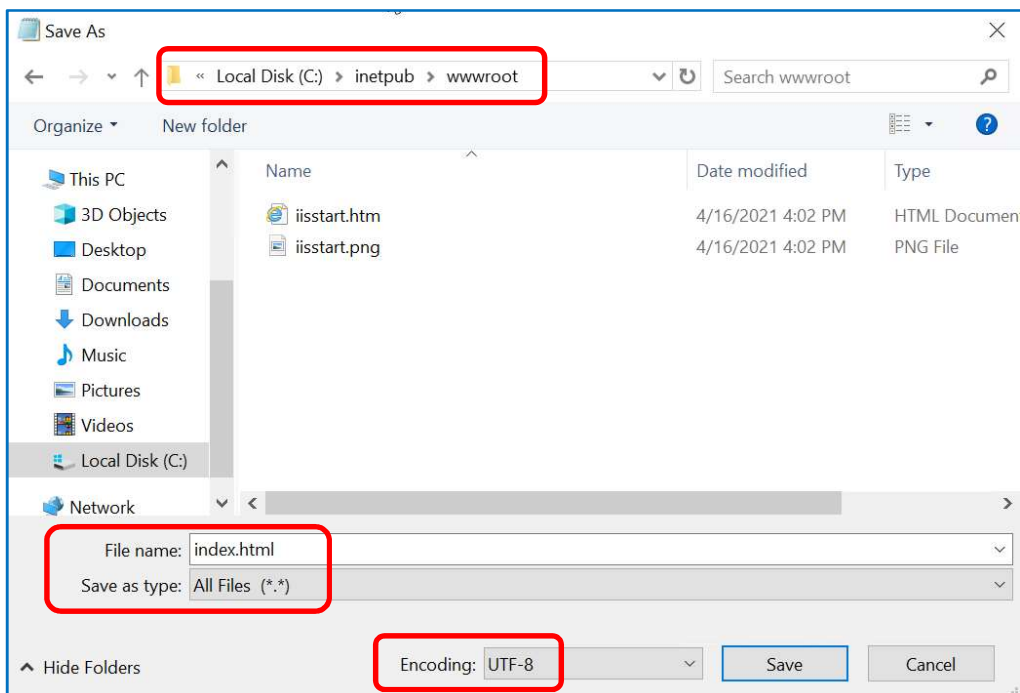 Save As
« Local Disk (C:) > inetpub > wwwroot
Search wwwroot
Organize
New folder
Name
Date modified
Type
This PC
3D Objects
Desktop
Documents
Downloads
Music
Pictures
Videos
Local Disk (C:)
Network
iisstart.htm
4/16/2021 4:02 PM
HTML Documen
iisstart.png
4/16/2021 4:02 PM
PNG File
File name: index.html
Save as type: All Files (*.*)
Hide Folders
Encoding: UTF-8
Save
Cancel